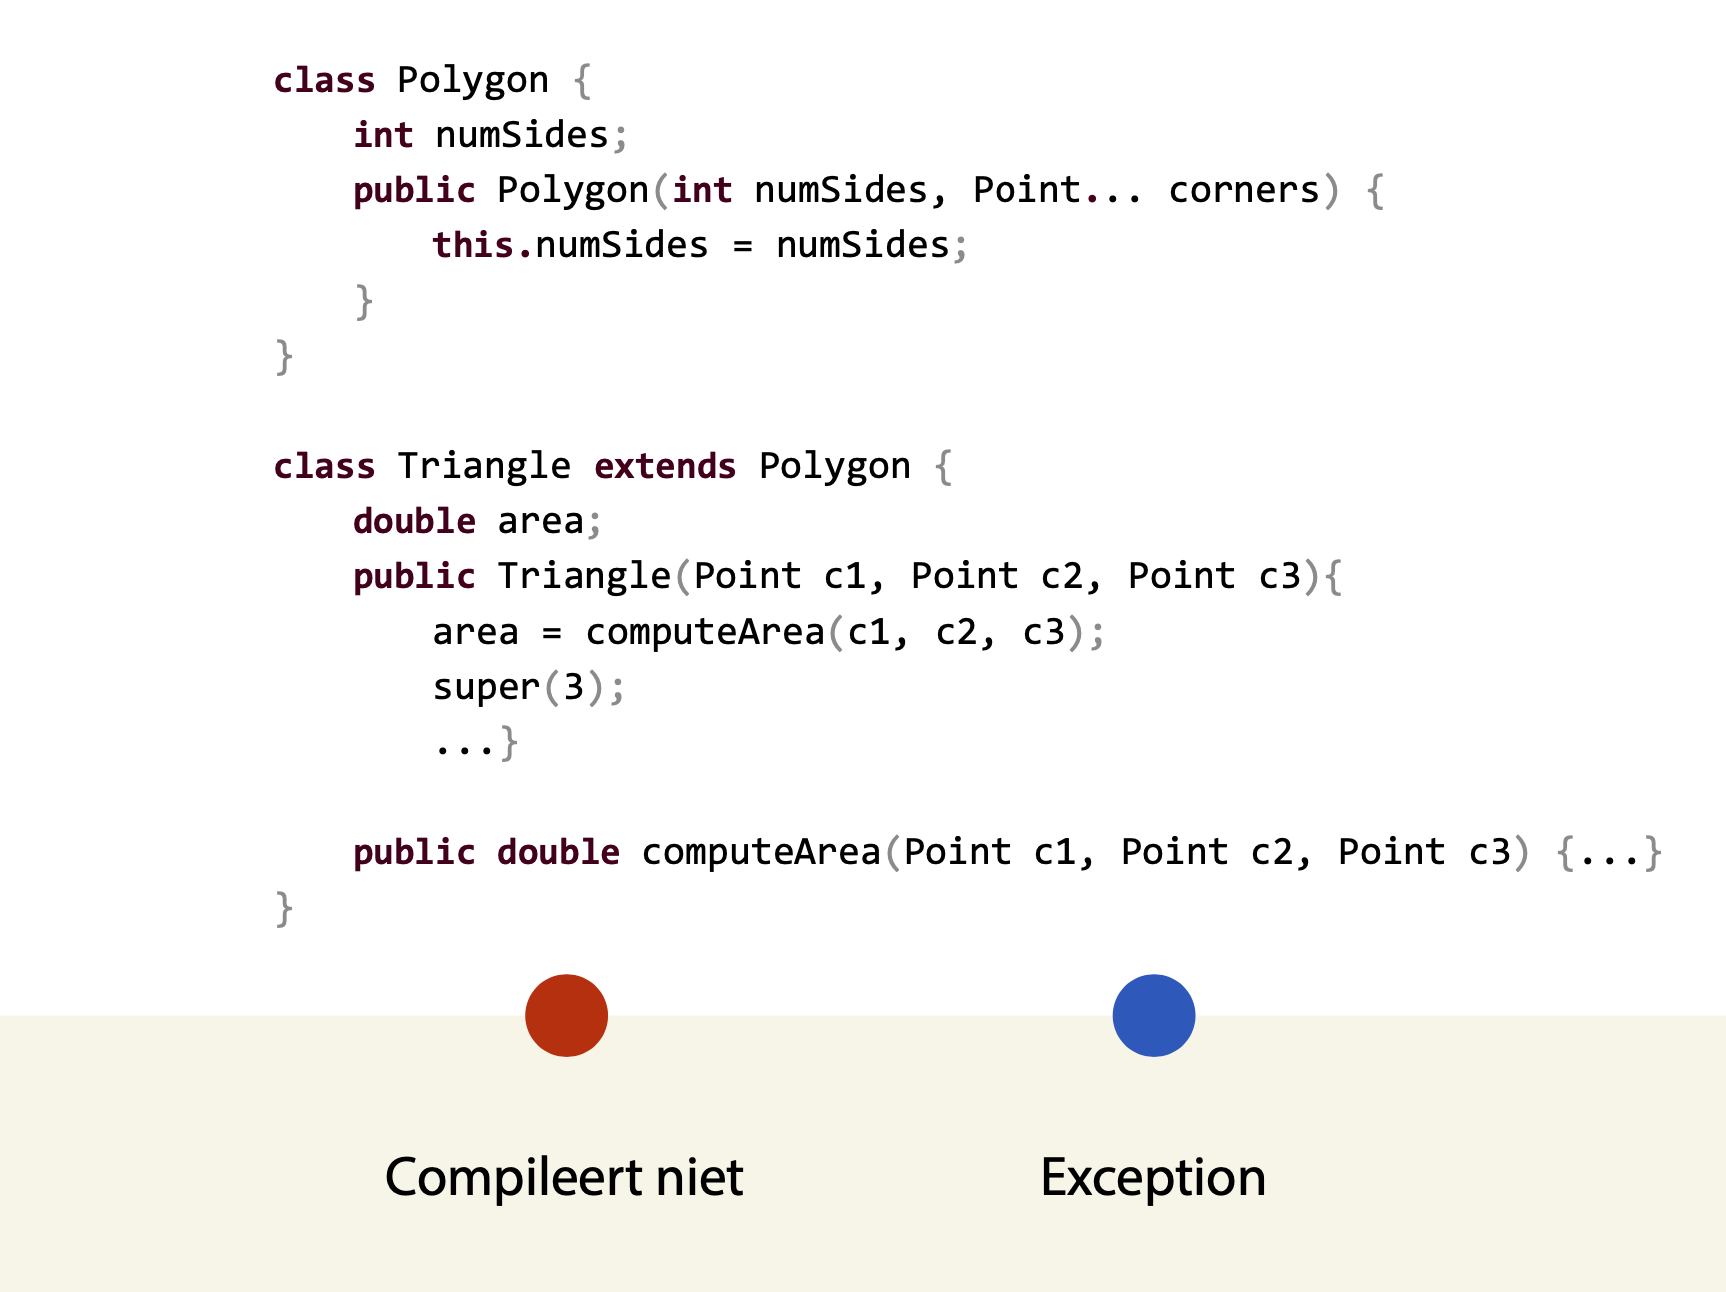 class Polygon {
    int numSides;
    public Polygon(int numSides, Point... corners) {
        this.numSides = numSides;
    }
}
class Triangle extends Polygon {
    double area;
    public Triangle(Point c1, Point c2, Point c3){
        area = computeArea(c1, c2, c3);
        super(3);
        ...}
    public double computeArea(Point c1, Point c2, Point c3) {...}
}
Compileert niet
Exception